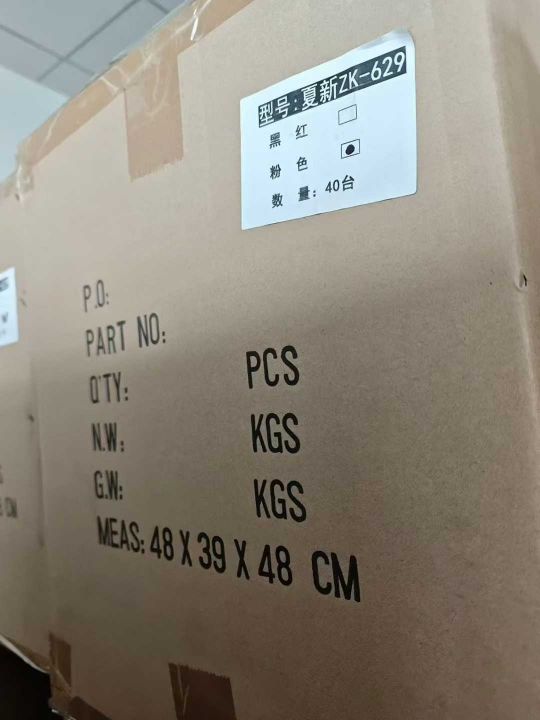 型号:夏新ZK-629
黑 红 □
粉 色 ☑
数 量: 40台
P.O:
PART NO:
Q'TY: PCS
N.W: KGS
G.W: KGS
MEAS: 48 X 39 X 48 CM
CM